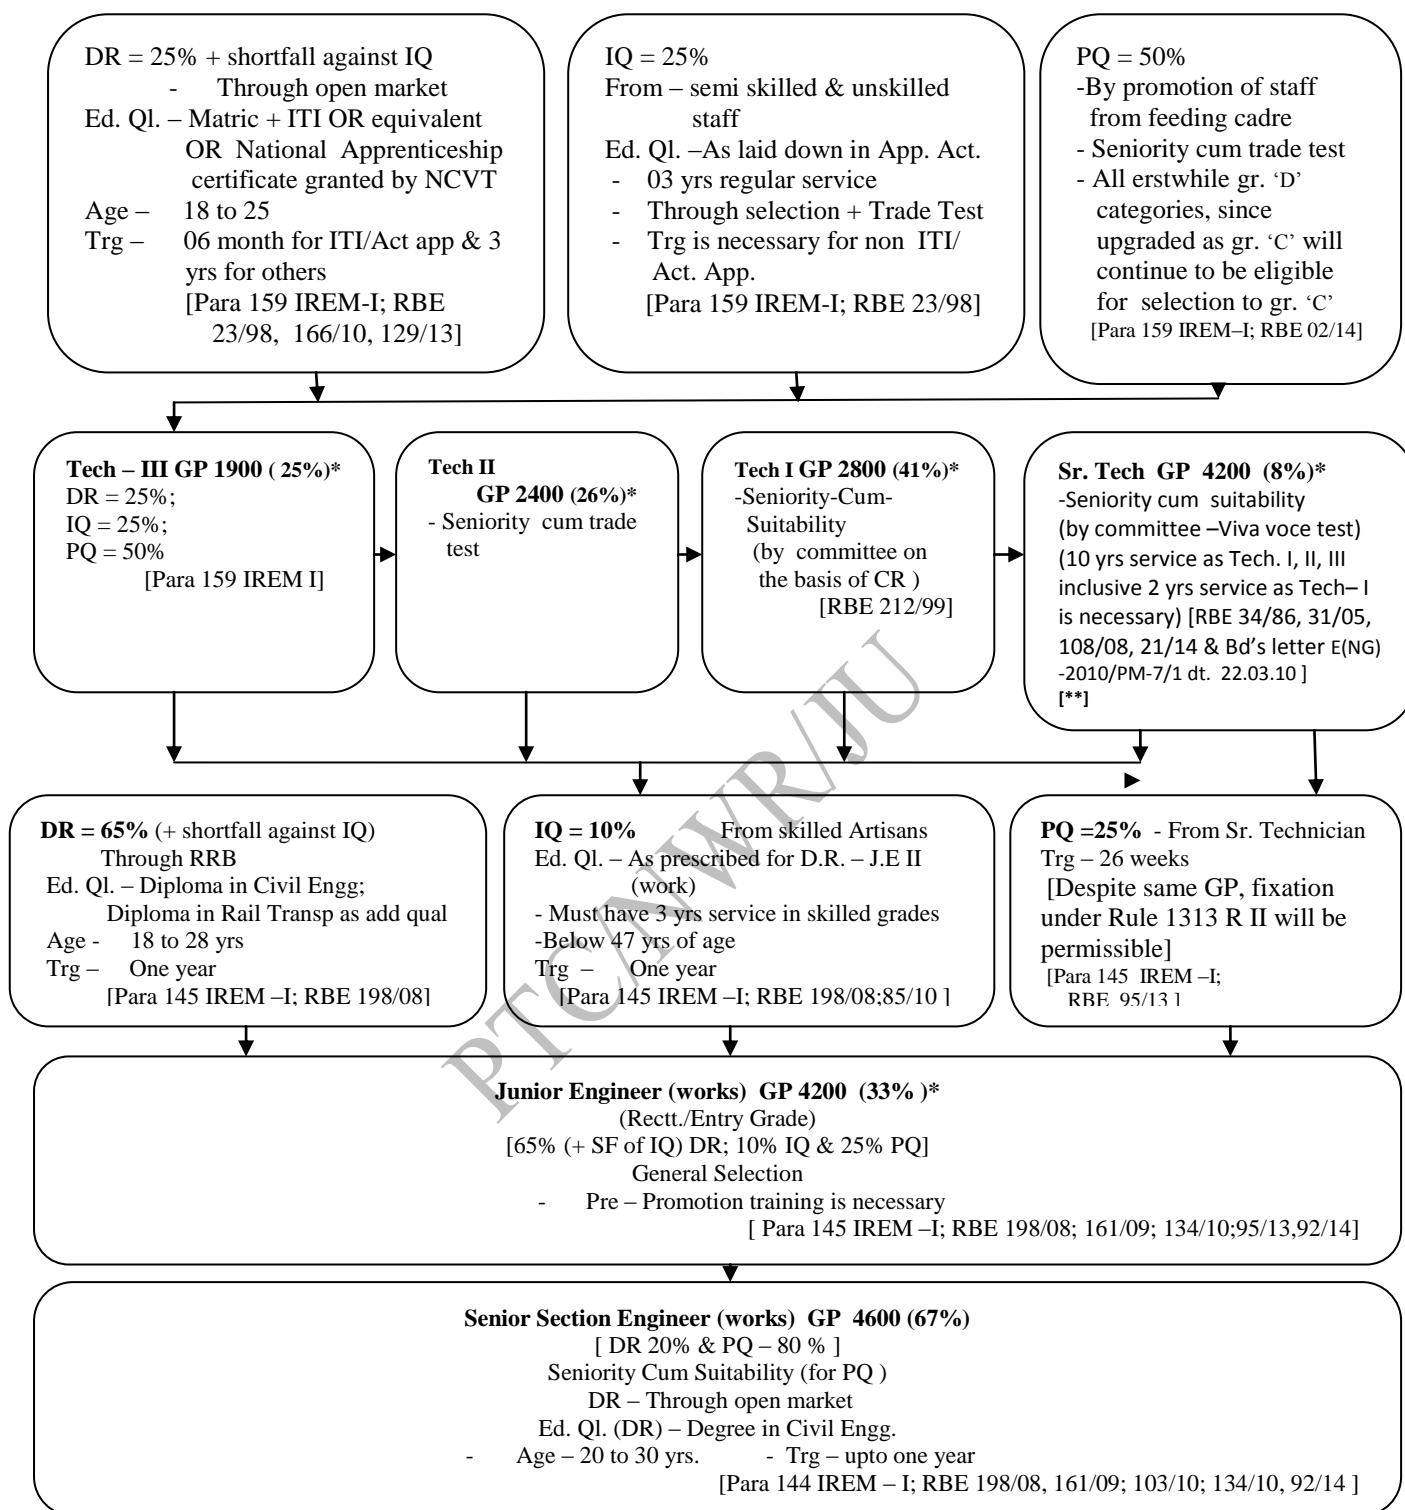 DR = 25% + shortfall against IQ
- Through open market
Ed. Ql. – Matric + ITI OR equivalent
OR National Apprenticeship
certificate granted by NCVT
Age – 18 to 25
Trg – 06 month for ITI/Act app & 3
yrs for others
[Para 159 IREM-I; RBE
23/98, 166/10, 129/13]
IQ = 25%
From – semi skilled & unskilled
staff
Ed. Ql. –As laid down in App. Act.
- 03 yrs regular service
- Through selection + Trade Test
- Trg is necessary for non ITI/
Act. App.
[Para 159 IREM-I; RBE 23/98]
PQ = 50%
-By promotion of staff
from feeding cadre
- Seniority cum trade test
- All erstwhile gr. ‘D’
categories, since
upgraded as gr. ‘C’ will
continue to be eligible
for selection to gr. ‘C’
[Para 159 IREM–I; RBE 02/14]
Tech – III GP 1900 ( 25%)*
DR = 25%;
IQ = 25%;
PQ = 50%
[Para 159 IREM I]
Tech II
GP 2400 (26%)*
- Seniority cum trade
test
Tech I GP 2800 (41%)*
-Seniority-Cum-
Suitability
(by committee on
the basis of CR )
[RBE 212/99]
Sr. Tech GP 4200 (8%)*
-Seniority cum suitability
(by committee –Viva voce test)
(10 yrs service as Tech. I, II, III
inclusive 2 yrs service as Tech– I
is necessary) [RBE 34/86, 31/05,
108/08, 21/14 & Bd’s letter E(NG)
-2010/PM-7/1 dt. 22.03.10 ]
[**]
DR = 65% (+ shortfall against IQ)
Through RRB
Ed. Ql. – Diploma in Civil Engg;
Diploma in Rail Transp as add qual
Age - 18 to 28 yrs
Trg – One year
[Para 145 IREM –I; RBE 198/08]
IQ = 10% From skilled Artisans
Ed. Ql. – As prescribed for D.R. – J.E II
(work)
- Must have 3 yrs service in skilled grades
-Below 47 yrs of age
Trg – One year
[Para 145 IREM –I; RBE 198/08;85/10 ]
PQ =25% - From Sr. Technician
Trg – 26 weeks
[Despite same GP, fixation
under Rule 1313 R II will be
permissible]
[Para 145 IREM –I;
RBE 95/13 ]
PTC/NWR/JU
Junior Engineer (works) GP 4200 (33% )*
(Rectt./Entry Grade)
[65% (+ SF of IQ) DR; 10% IQ & 25% PQ]
General Selection
- Pre – Promotion training is necessary
[ Para 145 IREM –I; RBE 198/08; 161/09; 134/10;95/13,92/14]
Senior Section Engineer (works) GP 4600 (67%)
[ DR 20% & PQ – 80 % ]
Seniority Cum Suitability (for PQ )
DR – Through open market
Ed. Ql. (DR) – Degree in Civil Engg.
- Age – 20 to 30 yrs. - Trg – upto one year
[Para 144 IREM – I; RBE 198/08, 161/09; 103/10; 134/10, 92/14 ]